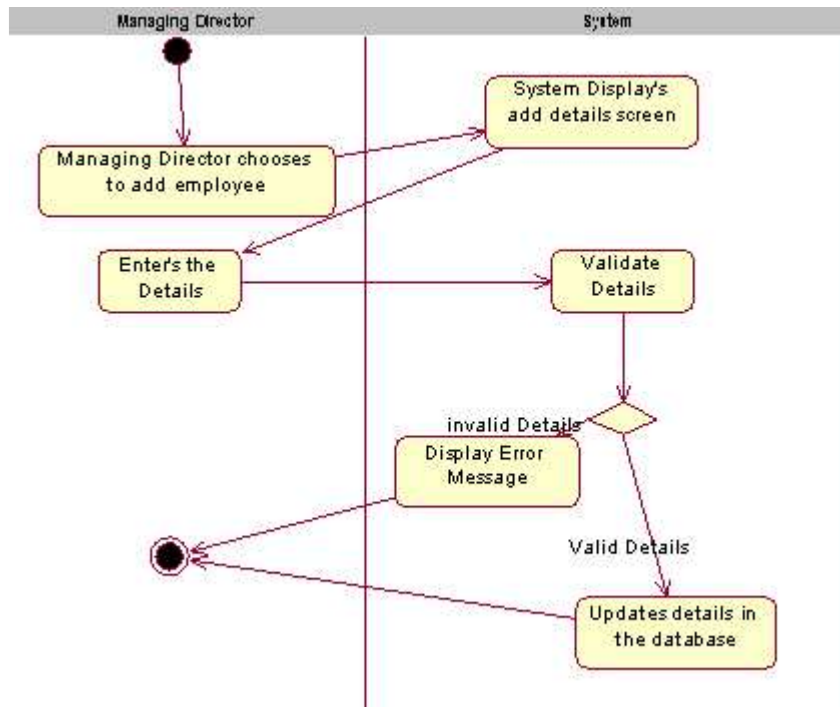 Managing Director
System
System Display's
add details screen
Managing Director chooses
to add employee
Enter's the
Details
Validate
Details
invalid Details
Display Error
Message
Valid Details
Updates details in
the database